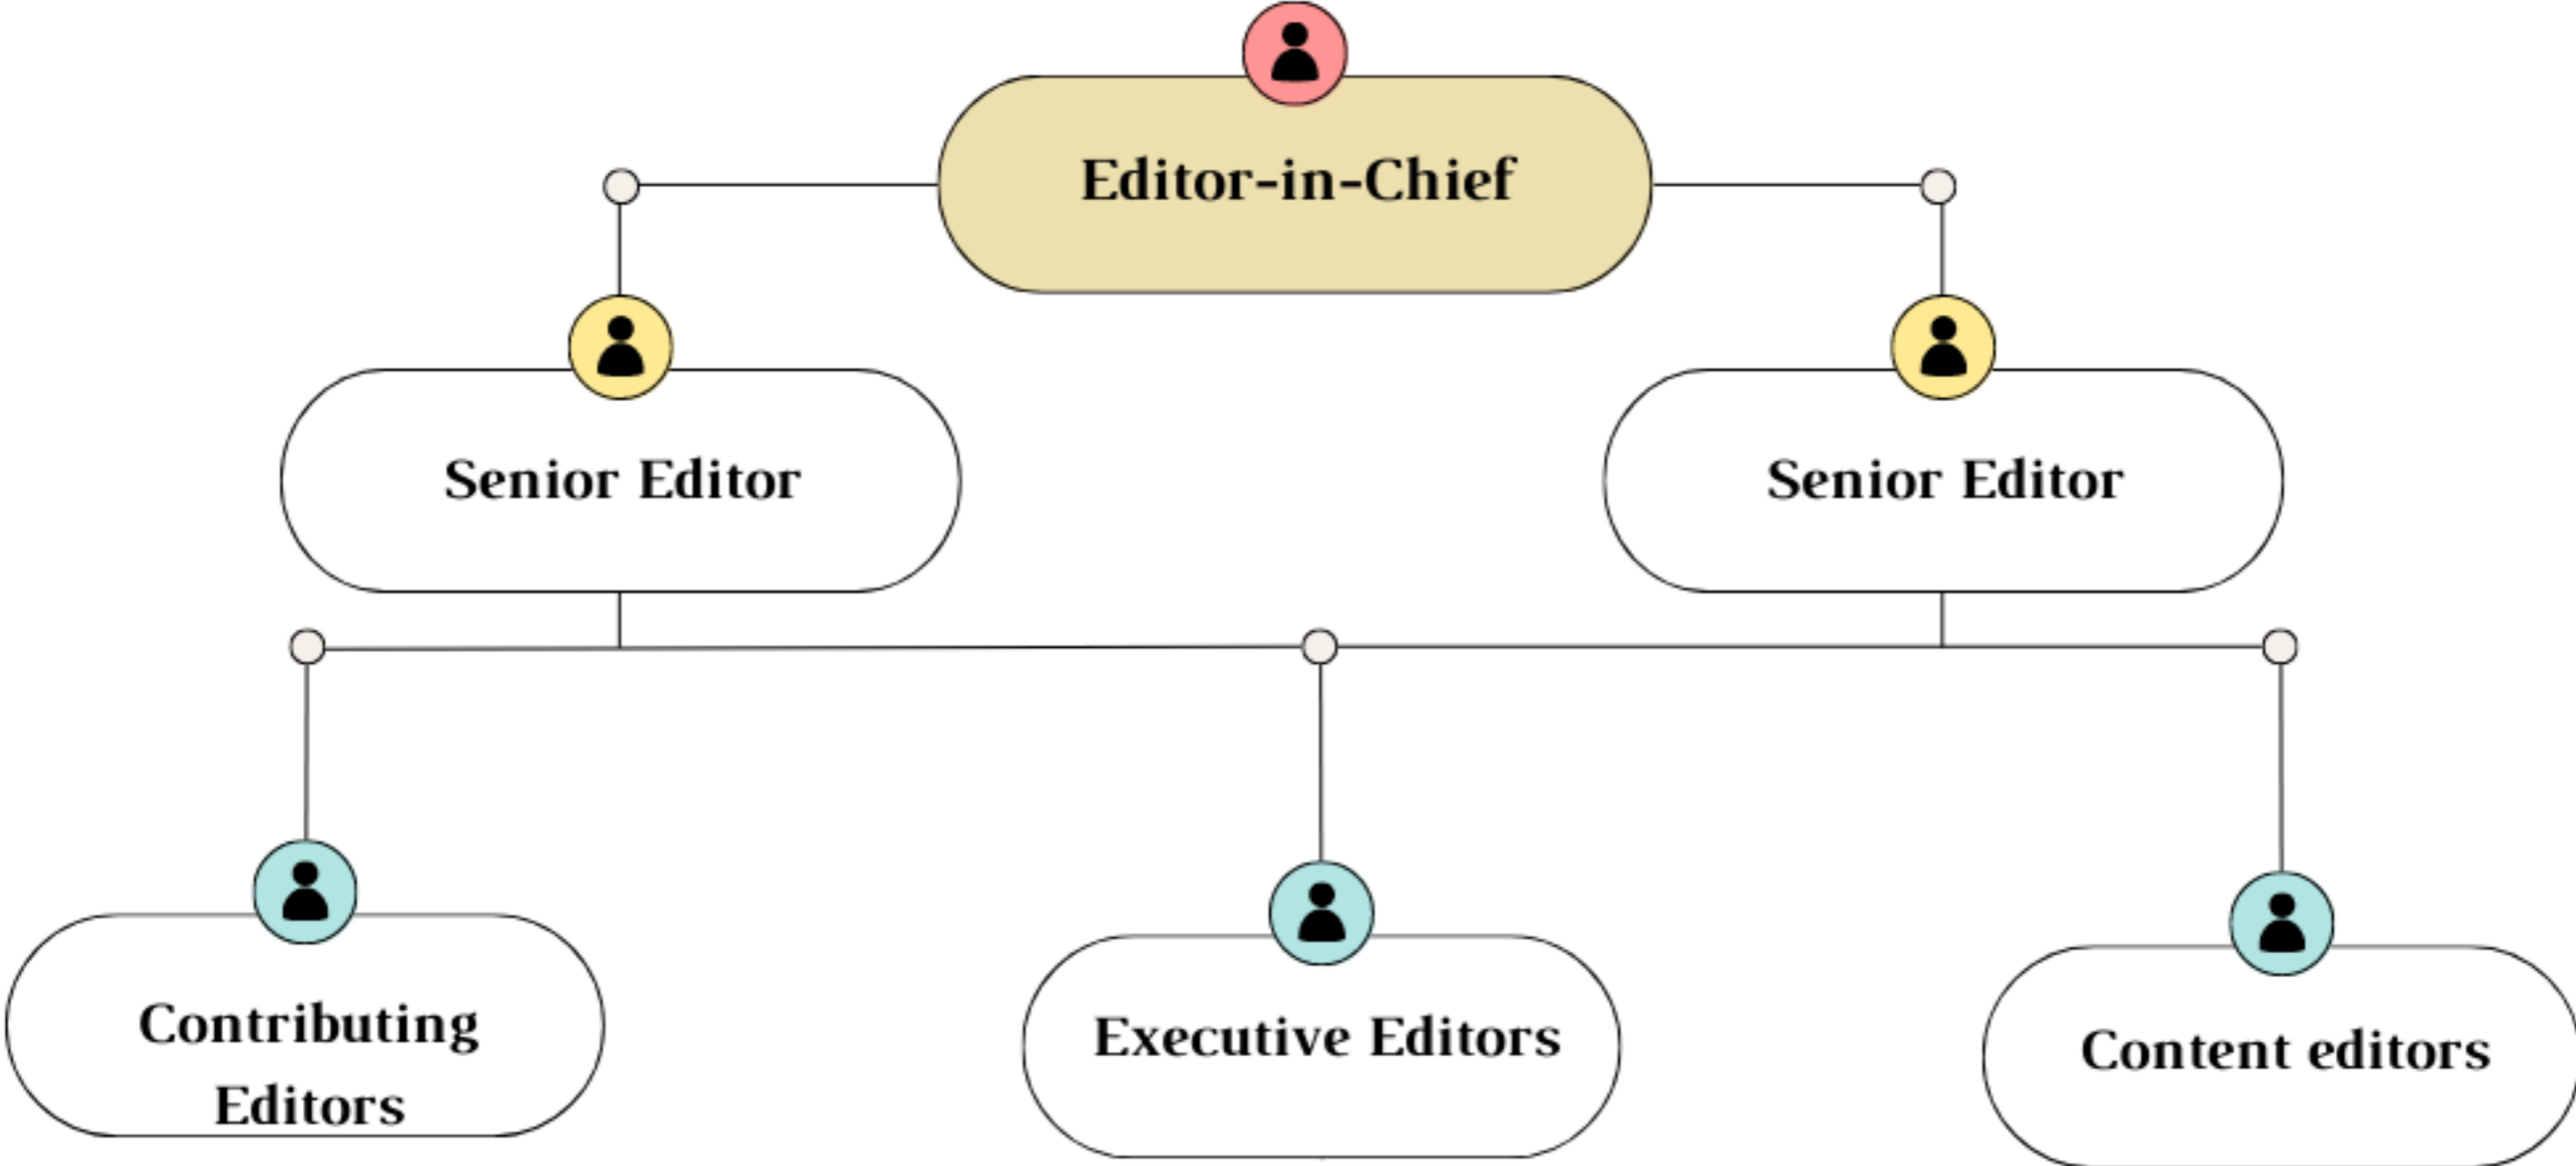 Editor-in-Chief
Senior Editor
Senior Editor
Contributing
Editors
Executive Editors
Content editors